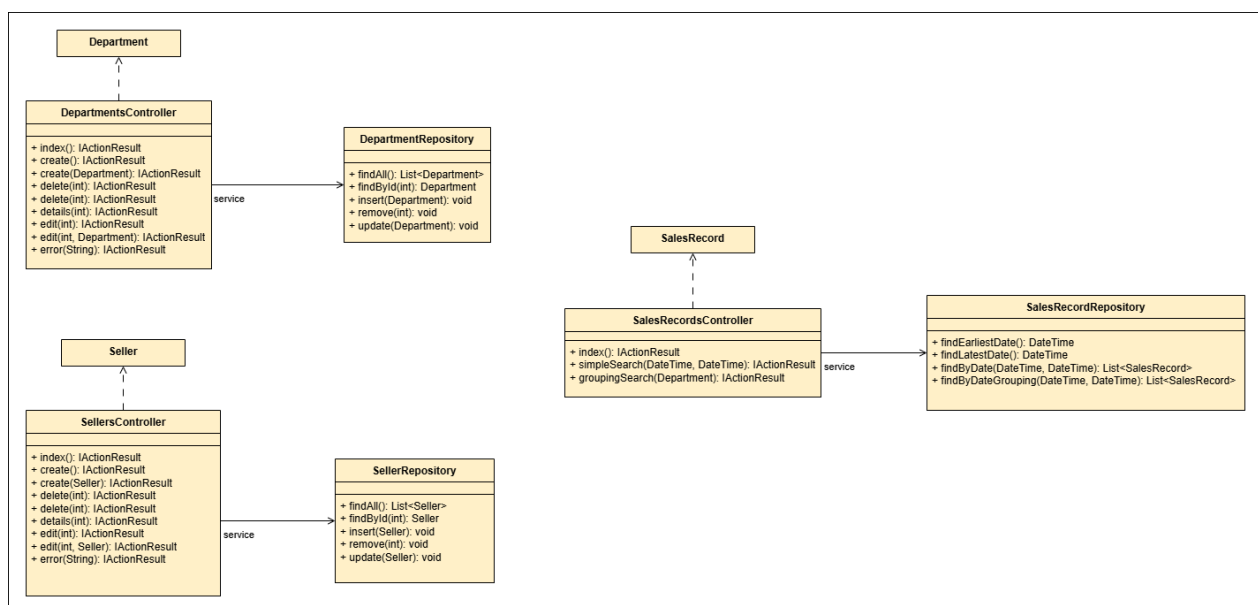 Department
DepartmentsController
+ index(): IActionResult
+ create(): IActionResult
+ create(Department): IActionResult
+ delete(int): IActionResult
+ delete(int): IActionResult
+ details(int): IActionResult
+ edit(int): IActionResult
+ edit(int, Department): IActionResult
+ error(String): IActionResult
service
DepartmentRepository
+ findAll(): List<Department>
+ findById(int): Department
+ insert(Department): void
+ remove(int): void
+ update(Department): void
SalesRecord
SalesRecordsController
+ index(): IActionResult
+ simpleSearch(DateTime, DateTime): IActionResult
+ groupingSearch(Department): IActionResult
service
SalesRecordRepository
+ findEarliestDate(): DateTime
+ findLatestDate(): DateTime
+ findByDate(DateTime, DateTime): List<SalesRecord>
+ findByDateGrouping(DateTime, DateTime): List<SalesRecord>
Seller
SellersController
+ index(): IActionResult
+ create(): IActionResult
+ create(Seller): IActionResult
+ delete(int): IActionResult
+ delete(int): IActionResult
+ details(int): IActionResult
+ edit(int): IActionResult
+ edit(int, Seller): IActionResult
+ error(String): IActionResult
service
SellerRepository
+ findAll(): List<Seller>
+ findById(int): Seller
+ insert(Seller): void
+ remove(int): void
+ update(Seller): void